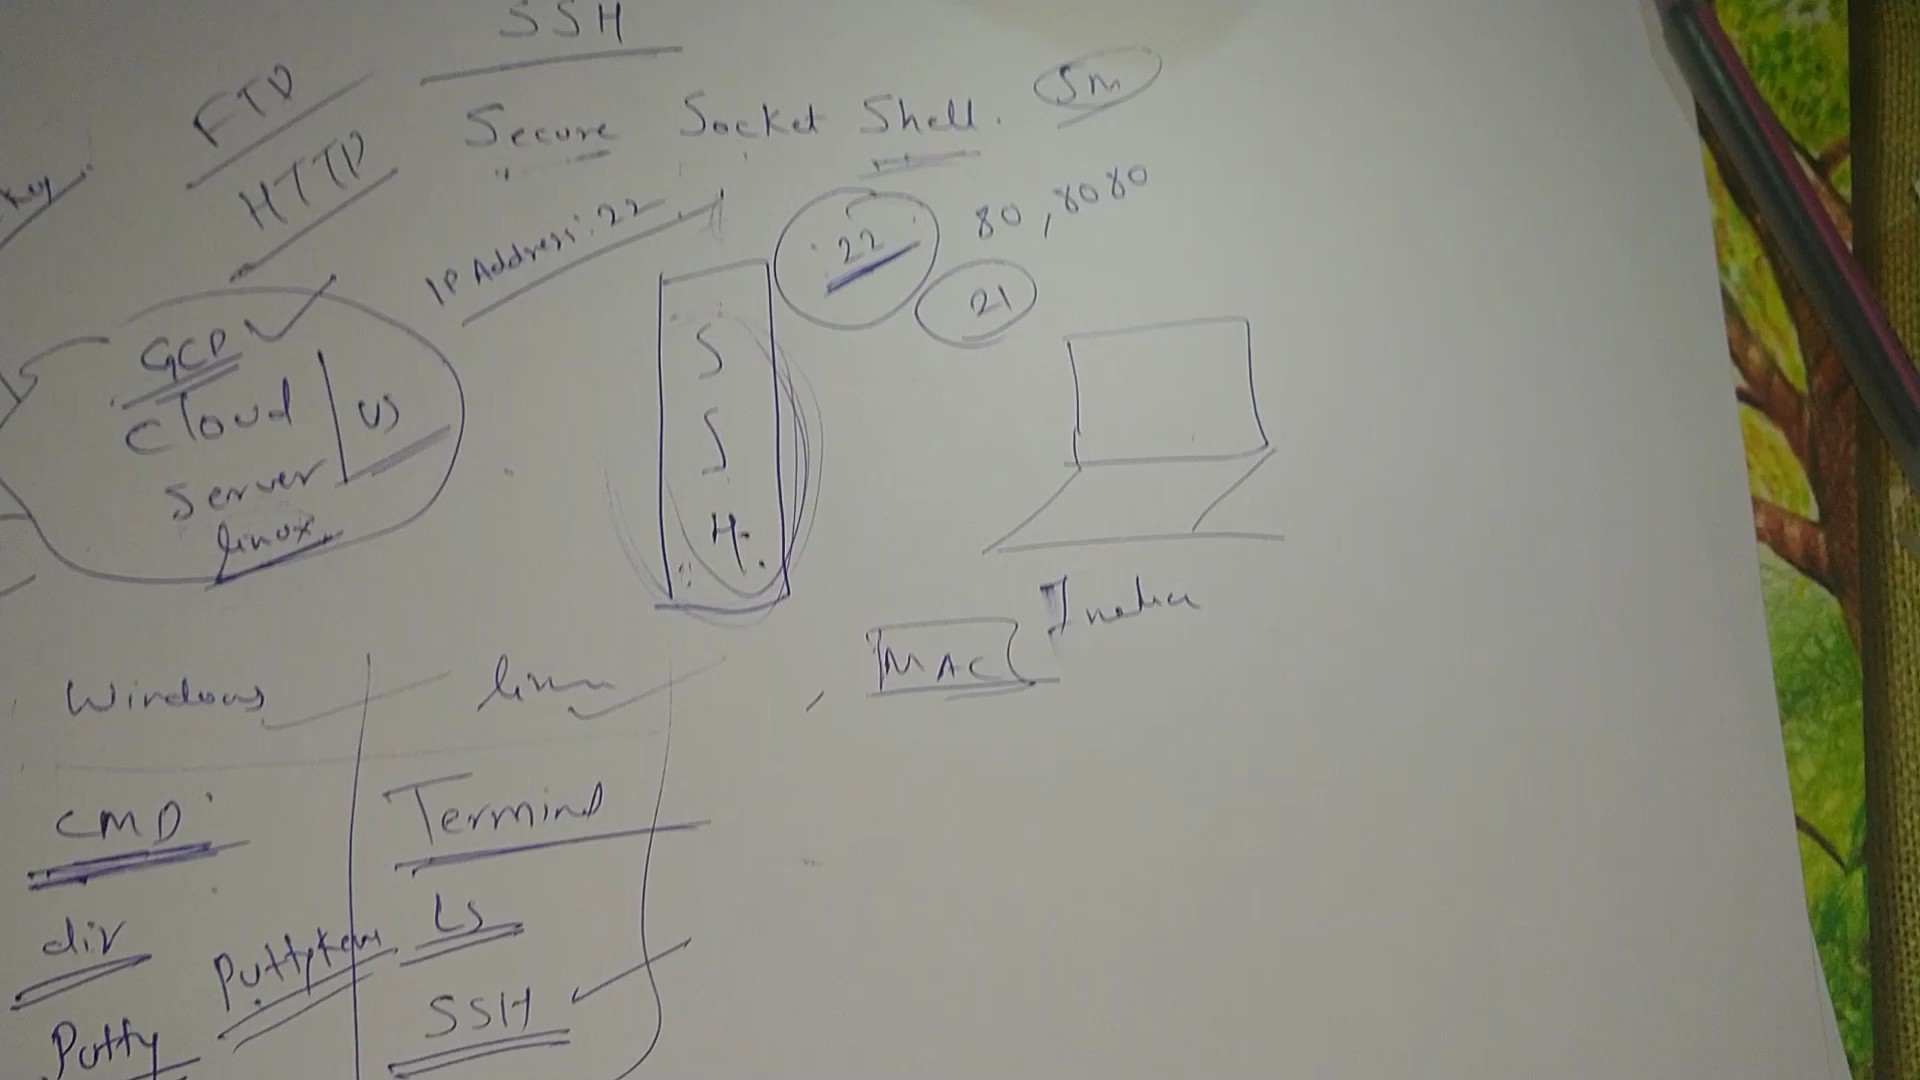 SSH
FTP
Secure Socket Shell.
Key
HTTP
IP Address:22
:22
80, 8080
21
GCP
Cloud
US
Server
linux
S
S
H
India
MAC
Windows
CMD
Terminal
dir
LS
Putty
SSH